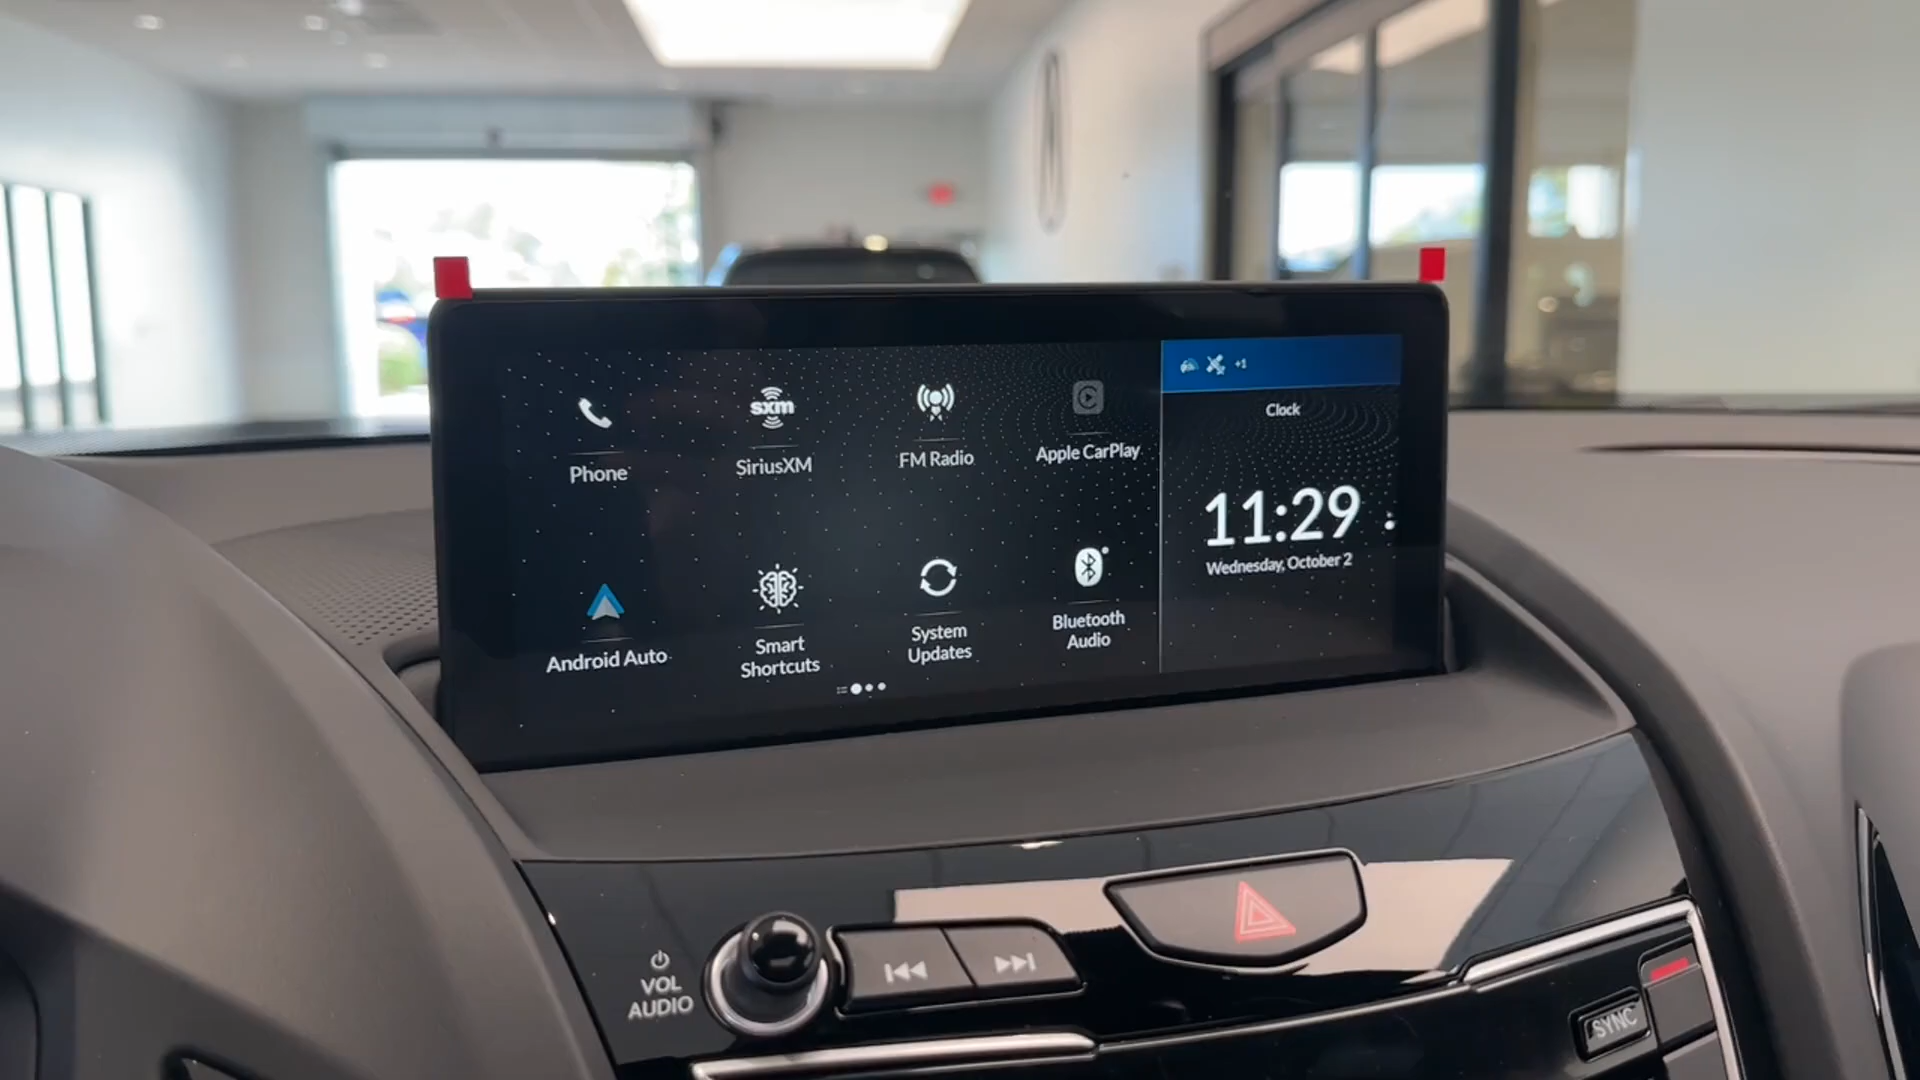 +1
Clock
sxm
Phone
SiriusXM
FM Radio
Apple CarPlay
11:29
Wednesday, October 2
Android Auto
Smart
Shortcuts
System
Updates
Bluetooth
Audio
VOL
AUDIO
SYNC